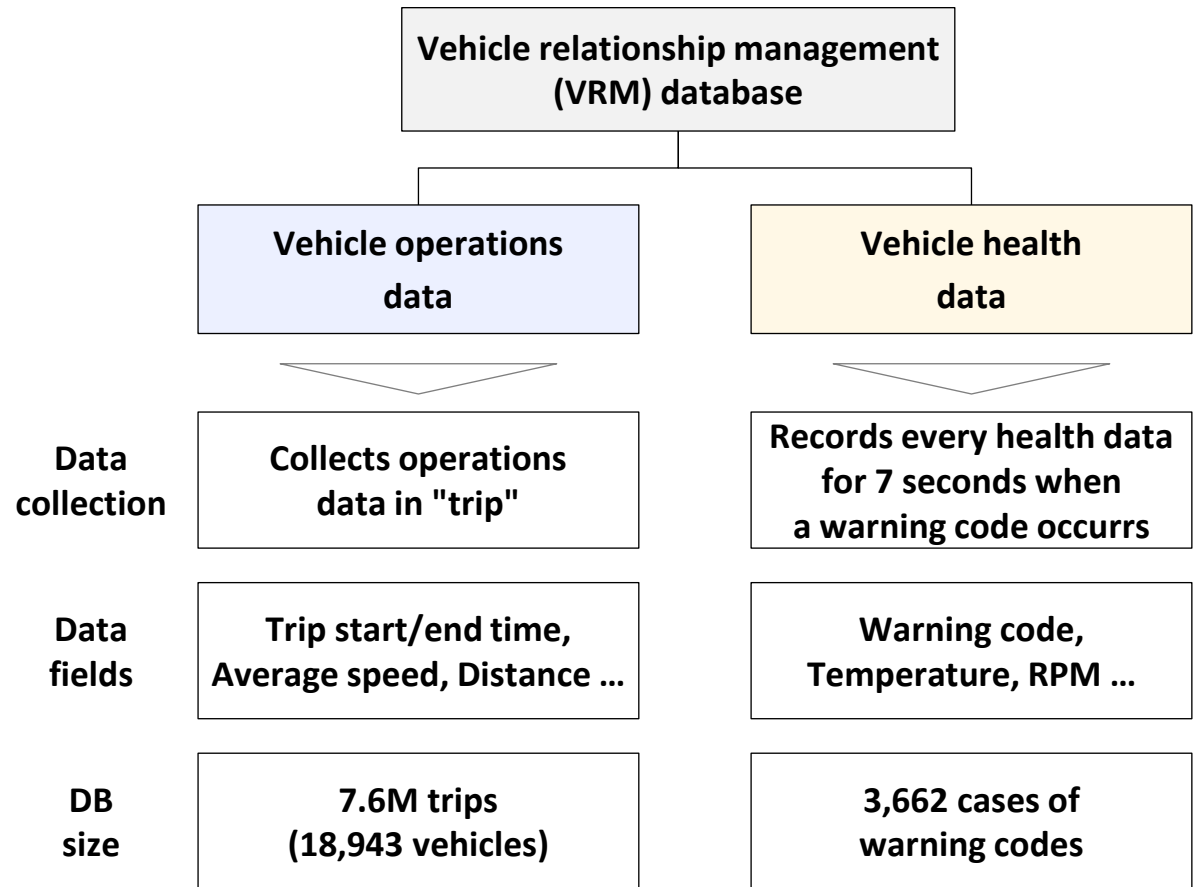 Vehicle relationship management
(VRM) database
Vehicle operations
data
Vehicle health
data
Data
collection
Collects operations
data in "trip"
Records every health data
for 7 seconds when
a warning code occurrs
Data
fields
Trip start/end time,
Average speed, Distance ...
Warning code,
Temperature, RPM ...
DB
size
7.6M trips
(18,943 vehicles)
3,662 cases of
warning codes